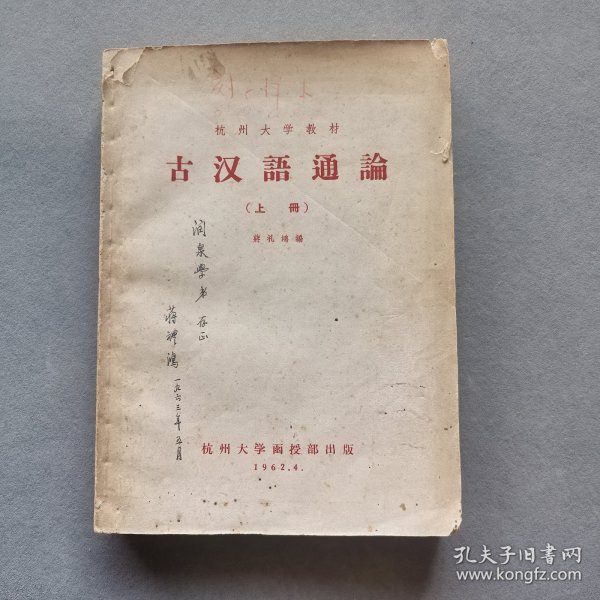 杭州大学教材
古汉語通論
（上 冊）
蔣礼鴻編
润泉學弟 存正
蒋禮鴻
一九六三年五月
杭州大学函授部出版
1962.4.
孔夫子旧书网
www.kongfz.com